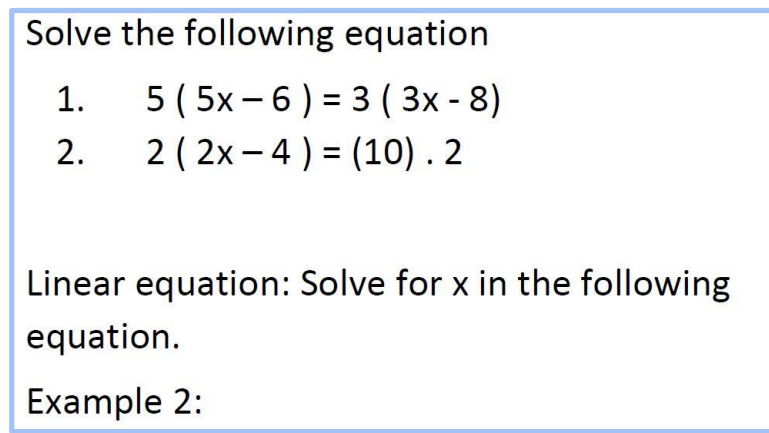 Solve the following equation
1. 5 ( 5x – 6 ) = 3 ( 3x - 8)
2. 2 ( 2x – 4 ) = (10) . 2
Linear equation: Solve for x in the following
equation.
Example 2: